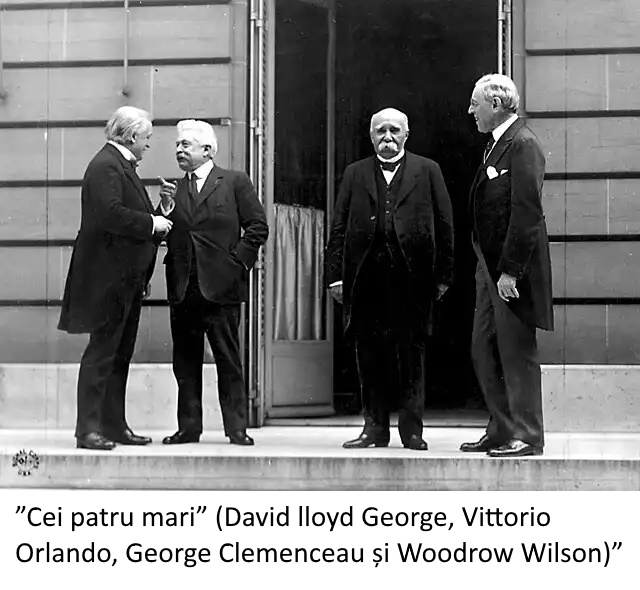 ”Cei patru mari” (David lloyd George, Vittorio
Orlando, George Clemenceau și Woodrow Wilson)”